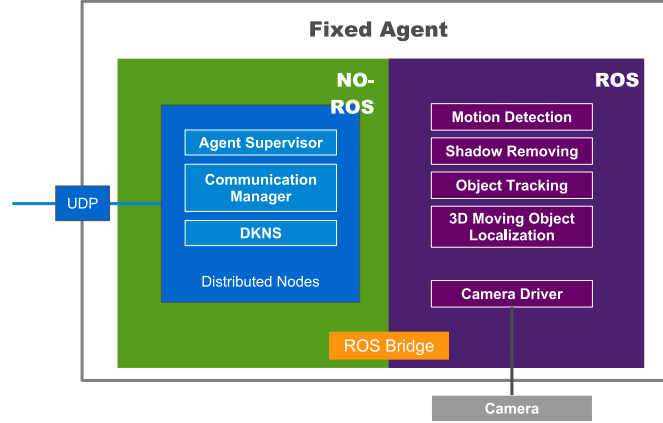 Fixed Agent
NO-
ROS
Agent Supervisor
Communication
Manager
DKNS
Distributed Nodes
UDP
ROS
Motion Detection
Shadow Removing
Object Tracking
3D Moving Object
Localization
Camera Driver
ROS Bridge
Camera